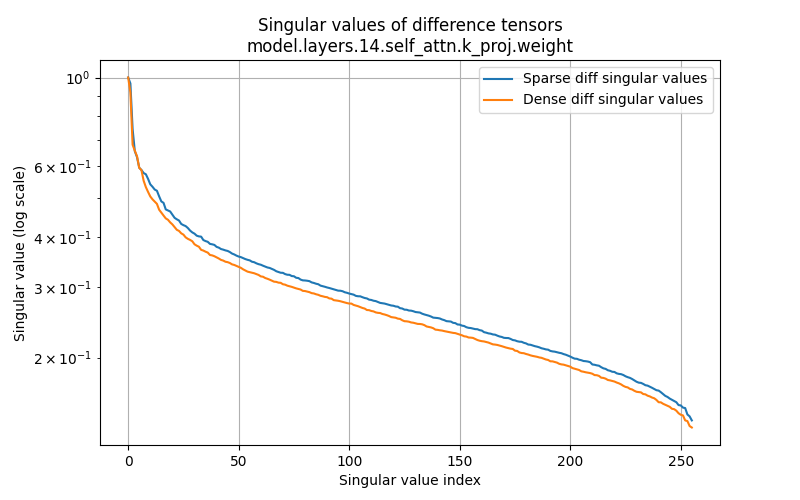 Singular values of difference tensors
model.layers.14.self_attn.k_proj.weight
Sparse diff singular values
Dense diff singular values
Singular value (log scale)
10⁰
6 × 10⁻¹
4 × 10⁻¹
3 × 10⁻¹
2 × 10⁻¹
0 50 100 150 200 250
Singular value index